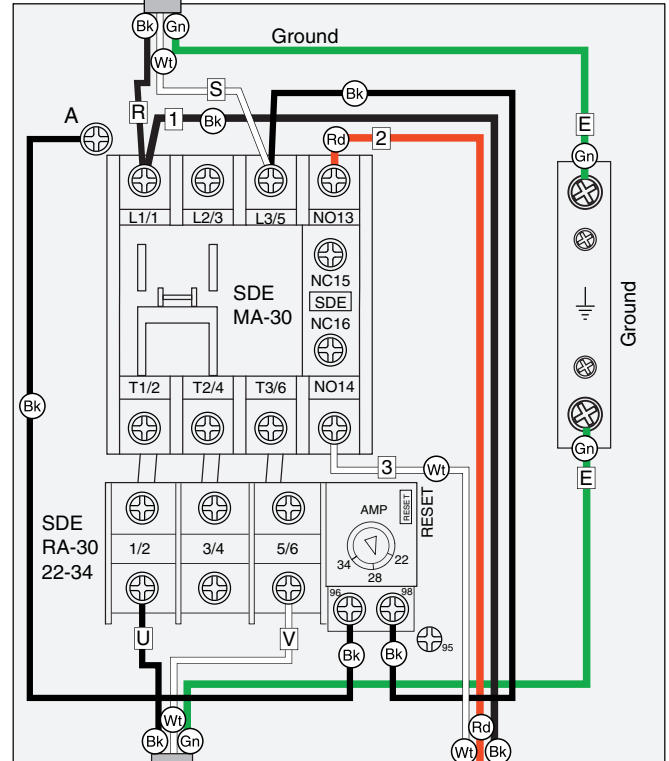 Bk Gn
Ground
Wt
S
Bk
A
R
1 Bk
Rd 2
E
Gn
L1/1 L2/3 L3/5 NO13
NC15
SDE
MA-30
SDE
NC16
Ground
T1/2 T2/4 T3/6 NO14
Bk
Gn
3 Wt
E
SDE
RA-30
22-34
1/2 3/4 5/6
AMP
RESET
RESET
34 22
28
96 98
U V
95
Bk Bk
Wt
Rd
Bk Gn
Wt Bk